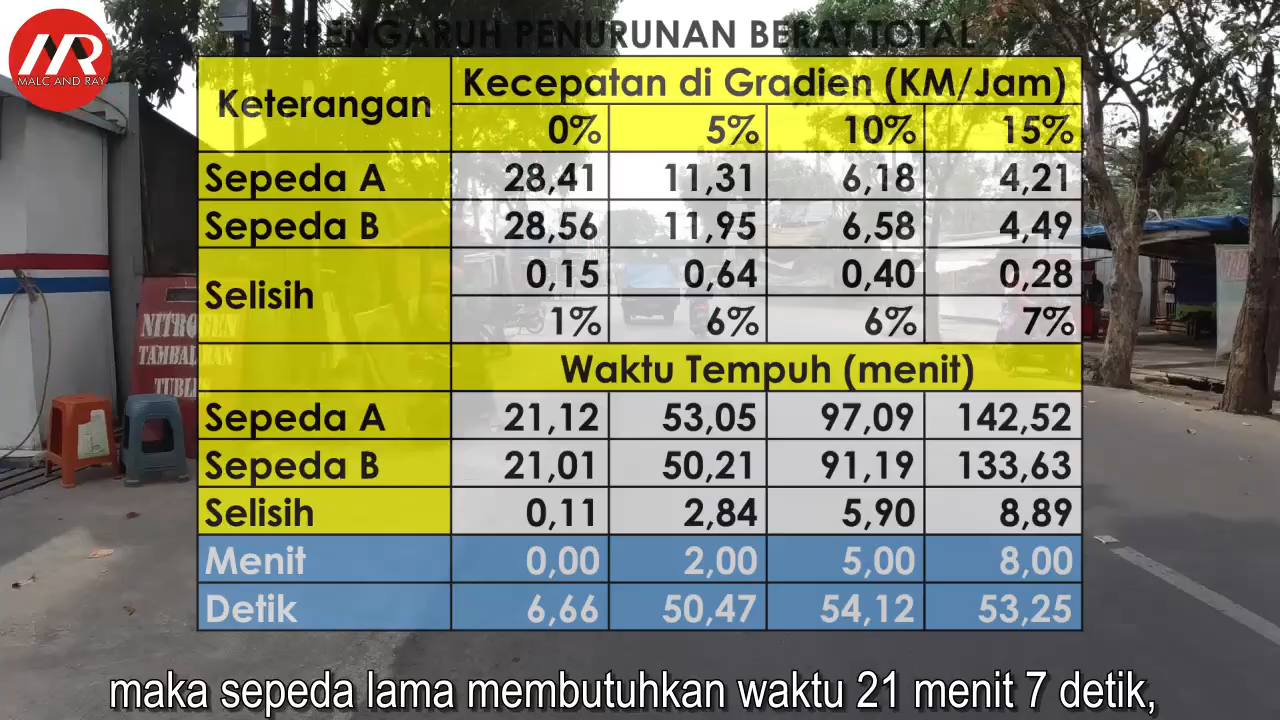 MR
MALC AND RAY
PENGARUH PENURUNAN BERAT TOTAL
Keterangan
Kecepatan di Gradien (KM/Jam)
0% 5% 10% 15%
Sepeda A 28,41 11,31 6,18 4,21
Sepeda B 28,56 11,95 6,58 4,49
Selisih 0,15 0,64 0,40 0,28
1% 6% 6% 7%
Waktu Tempuh (menit)
Sepeda A 21,12 53,05 97,09 142,52
Sepeda B 21,01 50,21 91,19 133,63
Selisih 0,11 2,84 5,90 8,89
Menit 0,00 2,00 5,00 8,00
Detik 6,66 50,47 54,12 53,25
NITROGEN
TAMBAL BAN
TUBLES
maka sepeda lama membutuhkan waktu 21 menit 7 detik,